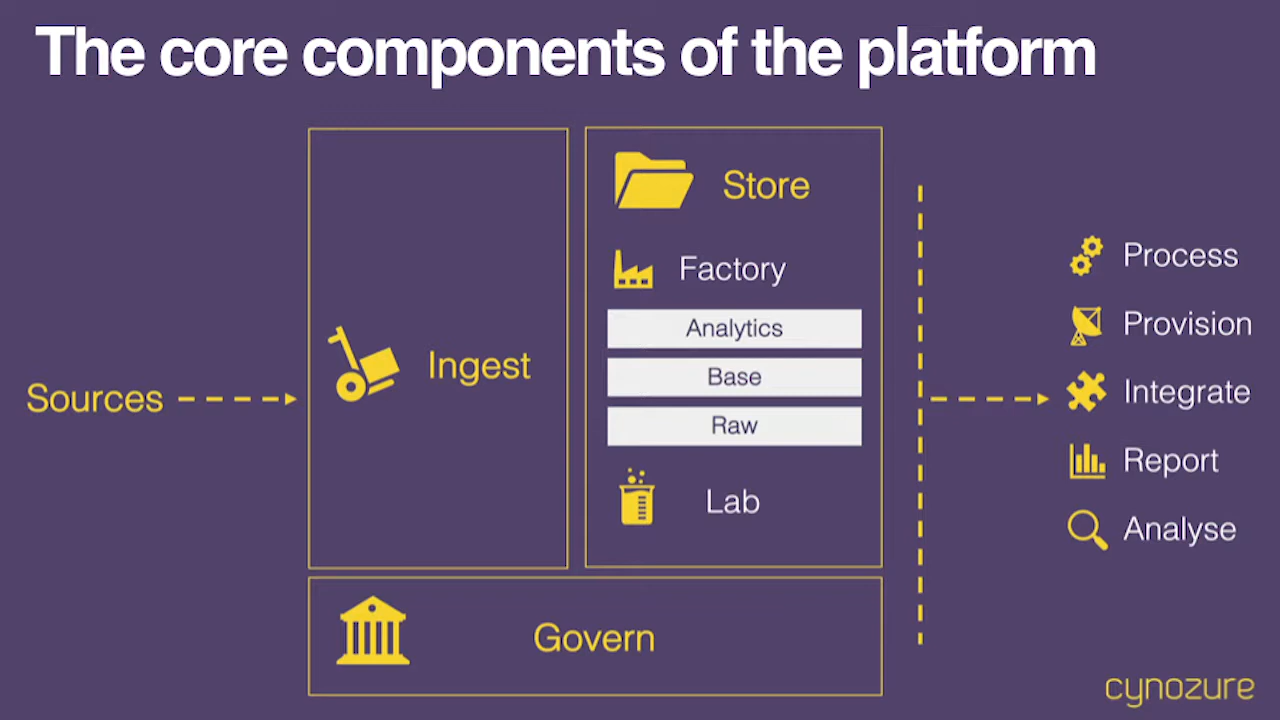 The core components of the platform
Sources
Ingest
Store
Factory
Analytics
Base
Raw
Lab
Govern
Process
Provision
Integrate
Report
Analyse
cynozure